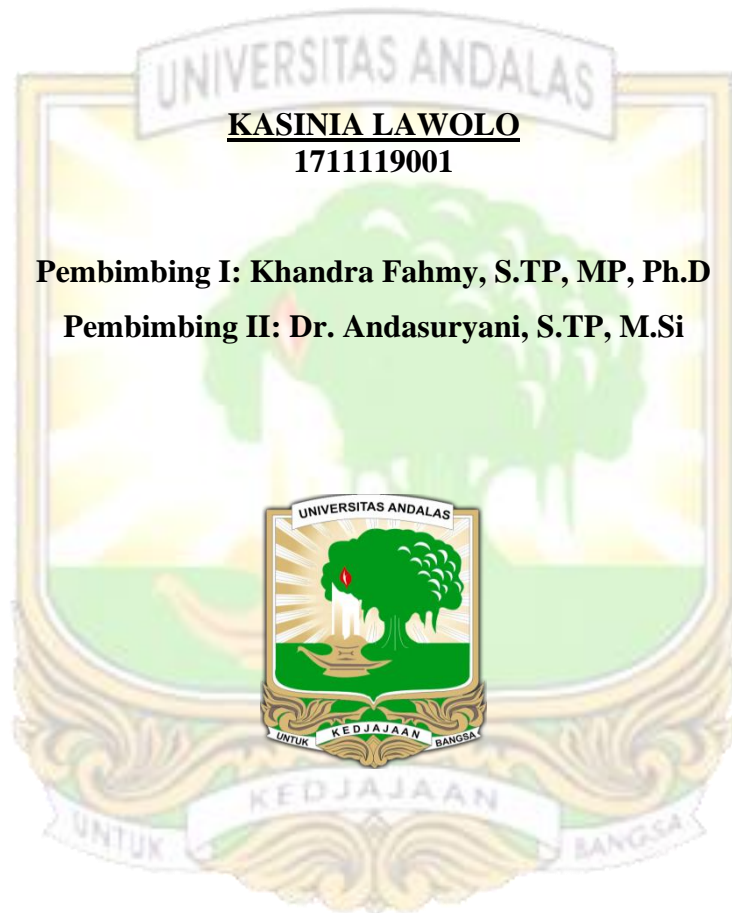 UNIVERSITAS ANDALAS
KASINIA LAWOLO
1711119001
Pembimbing I: Khandra Fahmy, S.TP, MP, Ph.D
Pembimbing II: Dr. Andasuryani, S.TP, M.Si
UNIVERSITAS ANDALAS
UNTUK KEDJAJAAN BANGSA
UNTUK KEDJAJAAN BANGSA